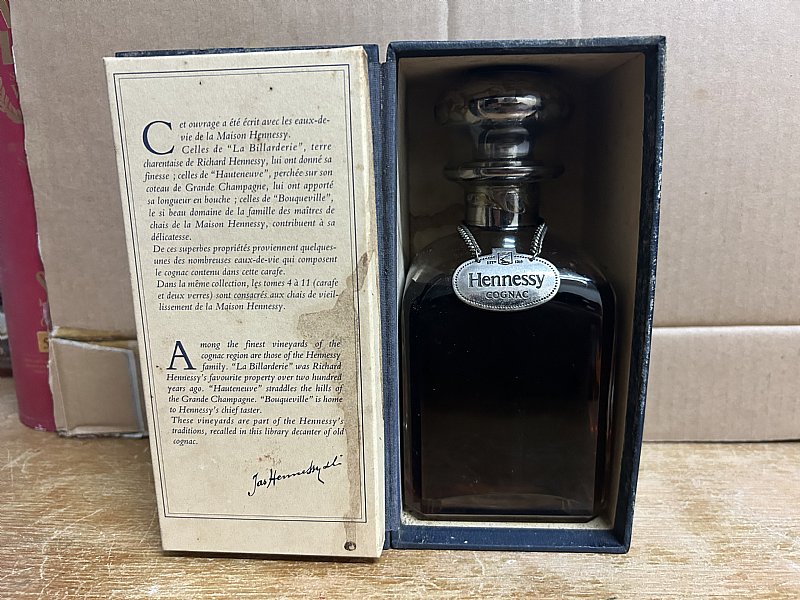 Cet ouvrage a été écrit avec les eaux-de-
vie de la Maison Hennessy.
Celles de "La Billarderie", terre
charentaise de Richard Hennessy, lui ont donné sa
finesse ; celles de "Hauteneuve", perchée sur son
coteau de Grande Champagne, lui ont apporté
sa longueur en bouche ; celles de "Bouqueville",
le si beau domaine de la famille des maîtres de
chais de la Maison Hennessy, contribuent à sa
délicatesse.
De ces superbes propriétés proviennent quelques-
unes des nombreuses eaux-de-vie qui composent
le cognac contenu dans cette carafe.
Dans la même collection, les tomes 4 à 11 (carafe
et deux verres) sont consacrés aux chais de vieil-
lissement de la Maison Hennessy.
Among the finest vineyards of the
cognac region are those of the Hennessy
family. "La Billarderie" was Richard
Hennessy's favourite property over two hundred
years ago. "Hauteneuve" straddles the hills of
the Grande Champagne. "Bouqueville" is home
to Hennessy's chief taster.
These vineyards are part of the Hennessy's
traditions, recalled in this library decanter of old
cognac.
Jas Hennessy
Hennessy
COGNAC